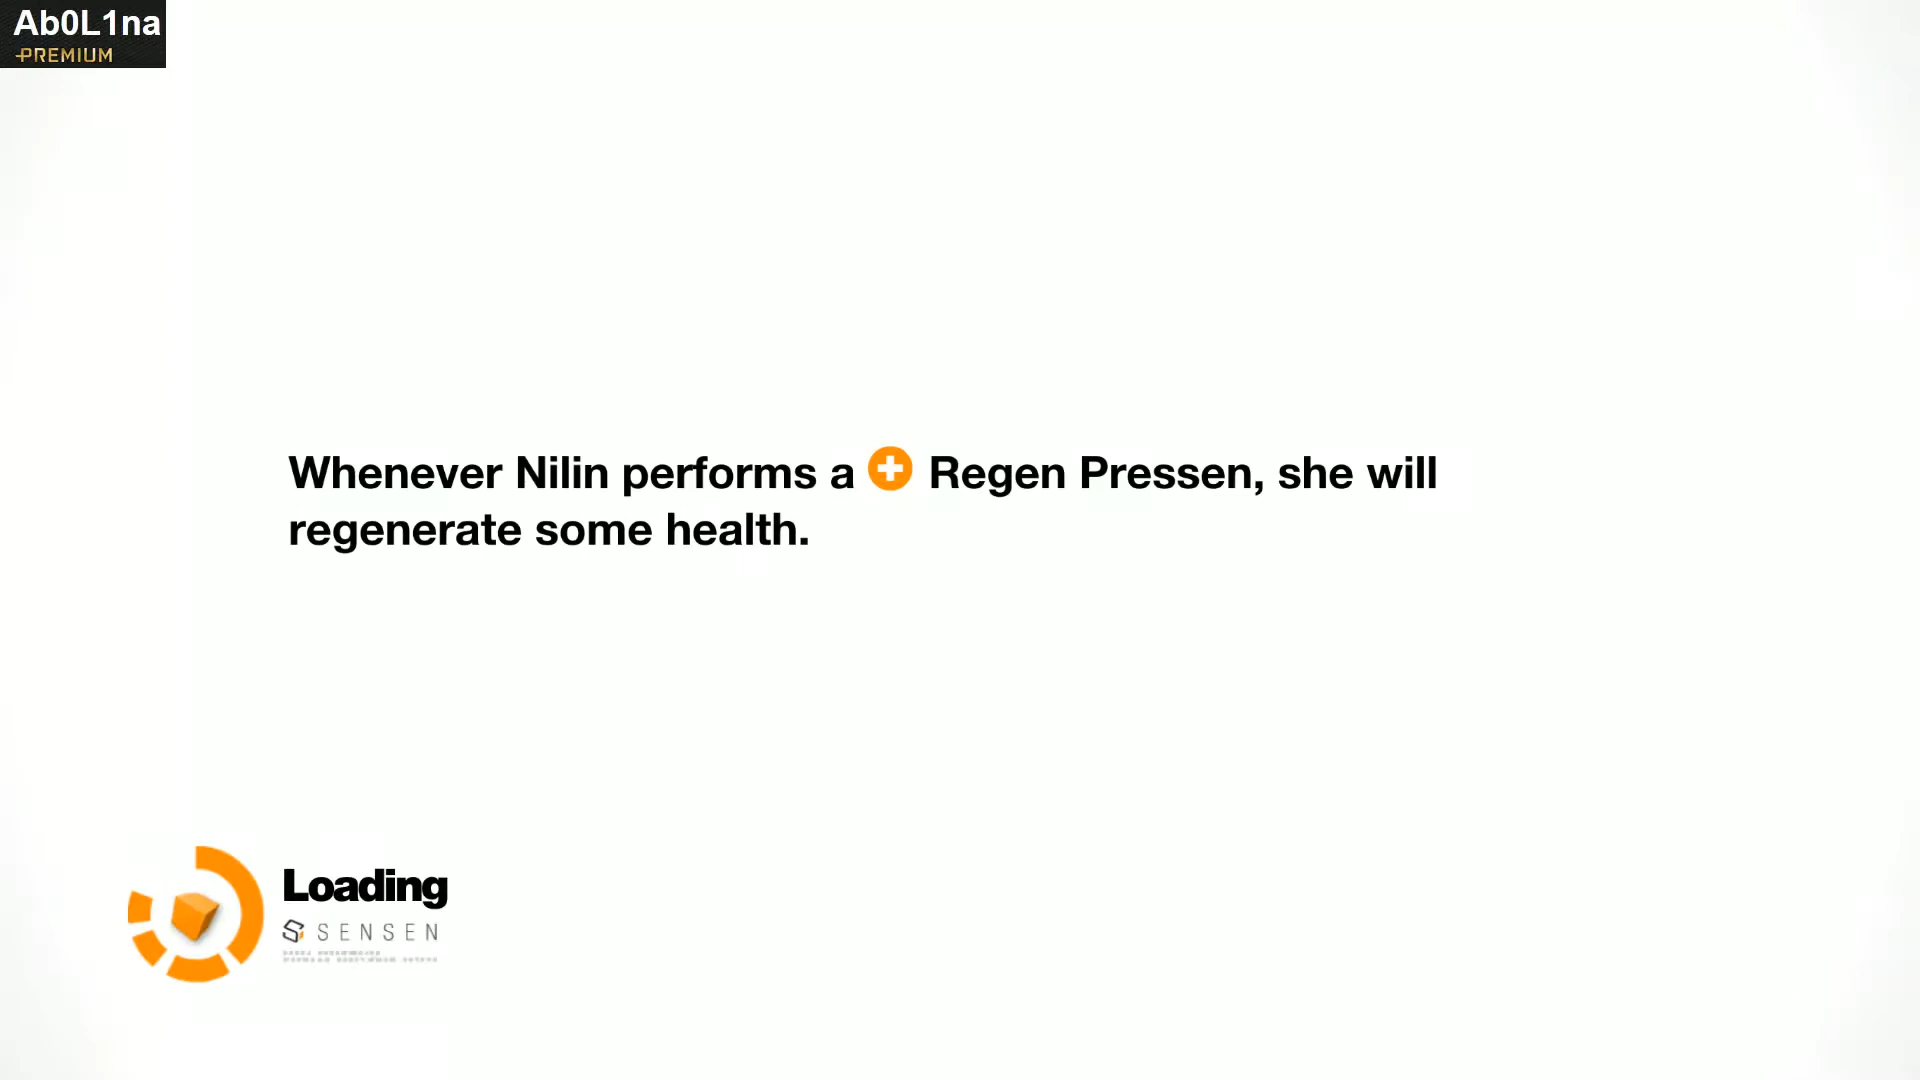 Ab0L1na
PREMIUM
Whenever Nilin performs a Regen Pressen, she will
regenerate some health.
Loading
SENSEN